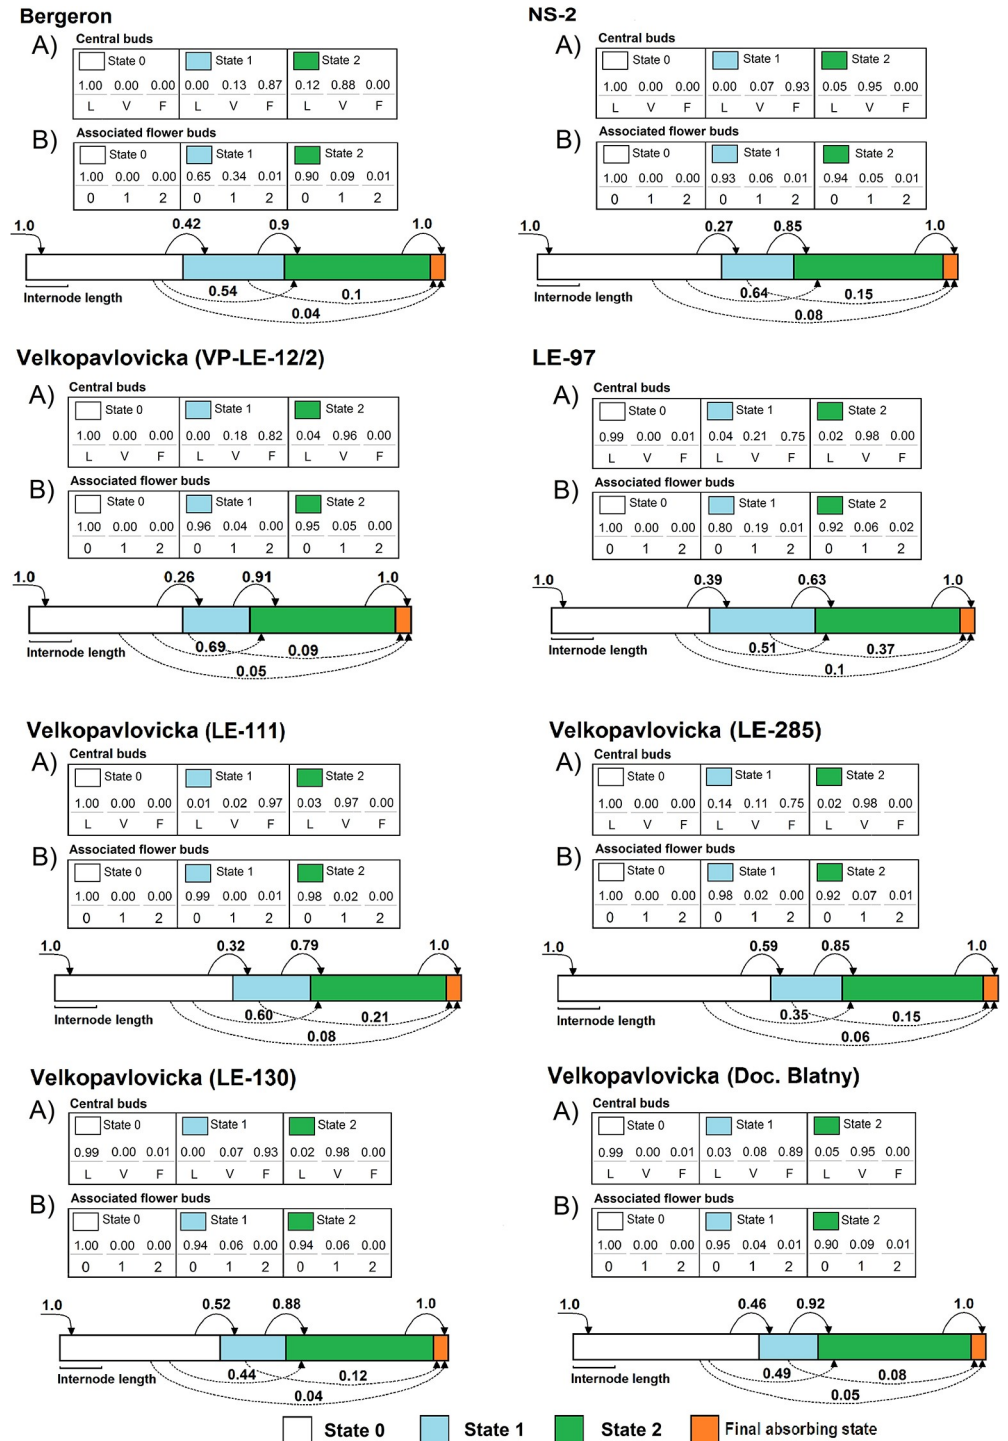 Bergeron
A)
Central buds
State 0 State 1 State 2
1.00 0.00 0.00 0.00 0.13 0.87 0.12 0.88 0.00
L V F L V F L V F
B)
Associated flower buds
State 0 State 1 State 2
1.00 0.00 0.00 0.65 0.34 0.01 0.90 0.09 0.01
0 1 2 0 1 2 0 1 2
1.0 0.42 0.9 1.0
Internode length 0.54 0.1
0.04
NS-2
A)
Central buds
State 0 State 1 State 2
1.00 0.00 0.00 0.00 0.07 0.93 0.05 0.95 0.00
L V F L V F L V F
B)
Associated flower buds
State 0 State 1 State 2
1.00 0.00 0.00 0.93 0.06 0.01 0.94 0.05 0.01
0 1 2 0 1 2 0 1 2
1.0 0.27 0.85 1.0
Internode length 0.64 0.15
0.08
Velkopavlovicka (VP-LE-12/2)
A)
Central buds
State 0 State 1 State 2
1.00 0.00 0.00 0.00 0.18 0.82 0.04 0.96 0.00
L V F L V F L V F
B)
Associated flower buds
State 0 State 1 State 2
1.00 0.00 0.00 0.96 0.04 0.00 0.95 0.05 0.00
0 1 2 0 1 2 0 1 2
1.0 0.26 0.91 1.0
Internode length 0.69 0.09
0.05
LE-97
A)
Central buds
State 0 State 1 State 2
0.99 0.00 0.01 0.04 0.21 0.75 0.02 0.98 0.00
L V F L V F L V F
B)
Associated flower buds
State 0 State 1 State 2
1.00 0.00 0.00 0.80 0.19 0.01 0.92 0.06 0.02
0 1 2 0 1 2 0 1 2
1.0 0.39 0.63 1.0
Internode length 0.51 0.37
0.1
Velkopavlovicka (LE-111)
A)
Central buds
State 0 State 1 State 2
1.00 0.00 0.00 0.01 0.02 0.97 0.03 0.97 0.00
L V F L V F L V F
B)
Associated flower buds
State 0 State 1 State 2
1.00 0.00 0.00 0.99 0.00 0.01 0.98 0.02 0.00
0 1 2 0 1 2 0 1 2
1.0 0.32 0.79 1.0
Internode length 0.60 0.21
0.08
Velkopavlovicka (LE-285)
A)
Central buds
State 0 State 1 State 2
1.00 0.00 0.00 0.14 0.11 0.75 0.02 0.98 0.00
L V F L V F L V F
B)
Associated flower buds
State 0 State 1 State 2
1.00 0.00 0.00 0.98 0.02 0.00 0.92 0.07 0.01
0 1 2 0 1 2 0 1 2
1.0 0.59 0.85 1.0
Internode length 0.35 0.15
0.06
Velkopavlovicka (LE-130)
A)
Central buds
State 0 State 1 State 2
0.99 0.00 0.01 0.00 0.07 0.93 0.02 0.98 0.00
L V F L V F L V F
B)
Associated flower buds
State 0 State 1 State 2
1.00 0.00 0.00 0.94 0.06 0.00 0.94 0.06 0.00
0 1 2 0 1 2 0 1 2
1.0 0.52 0.88 1.0
Internode length 0.44 0.12
0.04
Velkopavlovicka (Doc. Blatny)
A)
Central buds
State 0 State 1 State 2
0.99 0.00 0.01 0.03 0.08 0.89 0.05 0.95 0.00
L V F L V F L V F
B)
Associated flower buds
State 0 State 1 State 2
1.00 0.00 0.00 0.95 0.04 0.01 0.90 0.09 0.01
0 1 2 0 1 2 0 1 2
1.0 0.46 0.92 1.0
Internode length 0.49 0.08
0.05
State 0 State 1 State 2 Final absorbing state